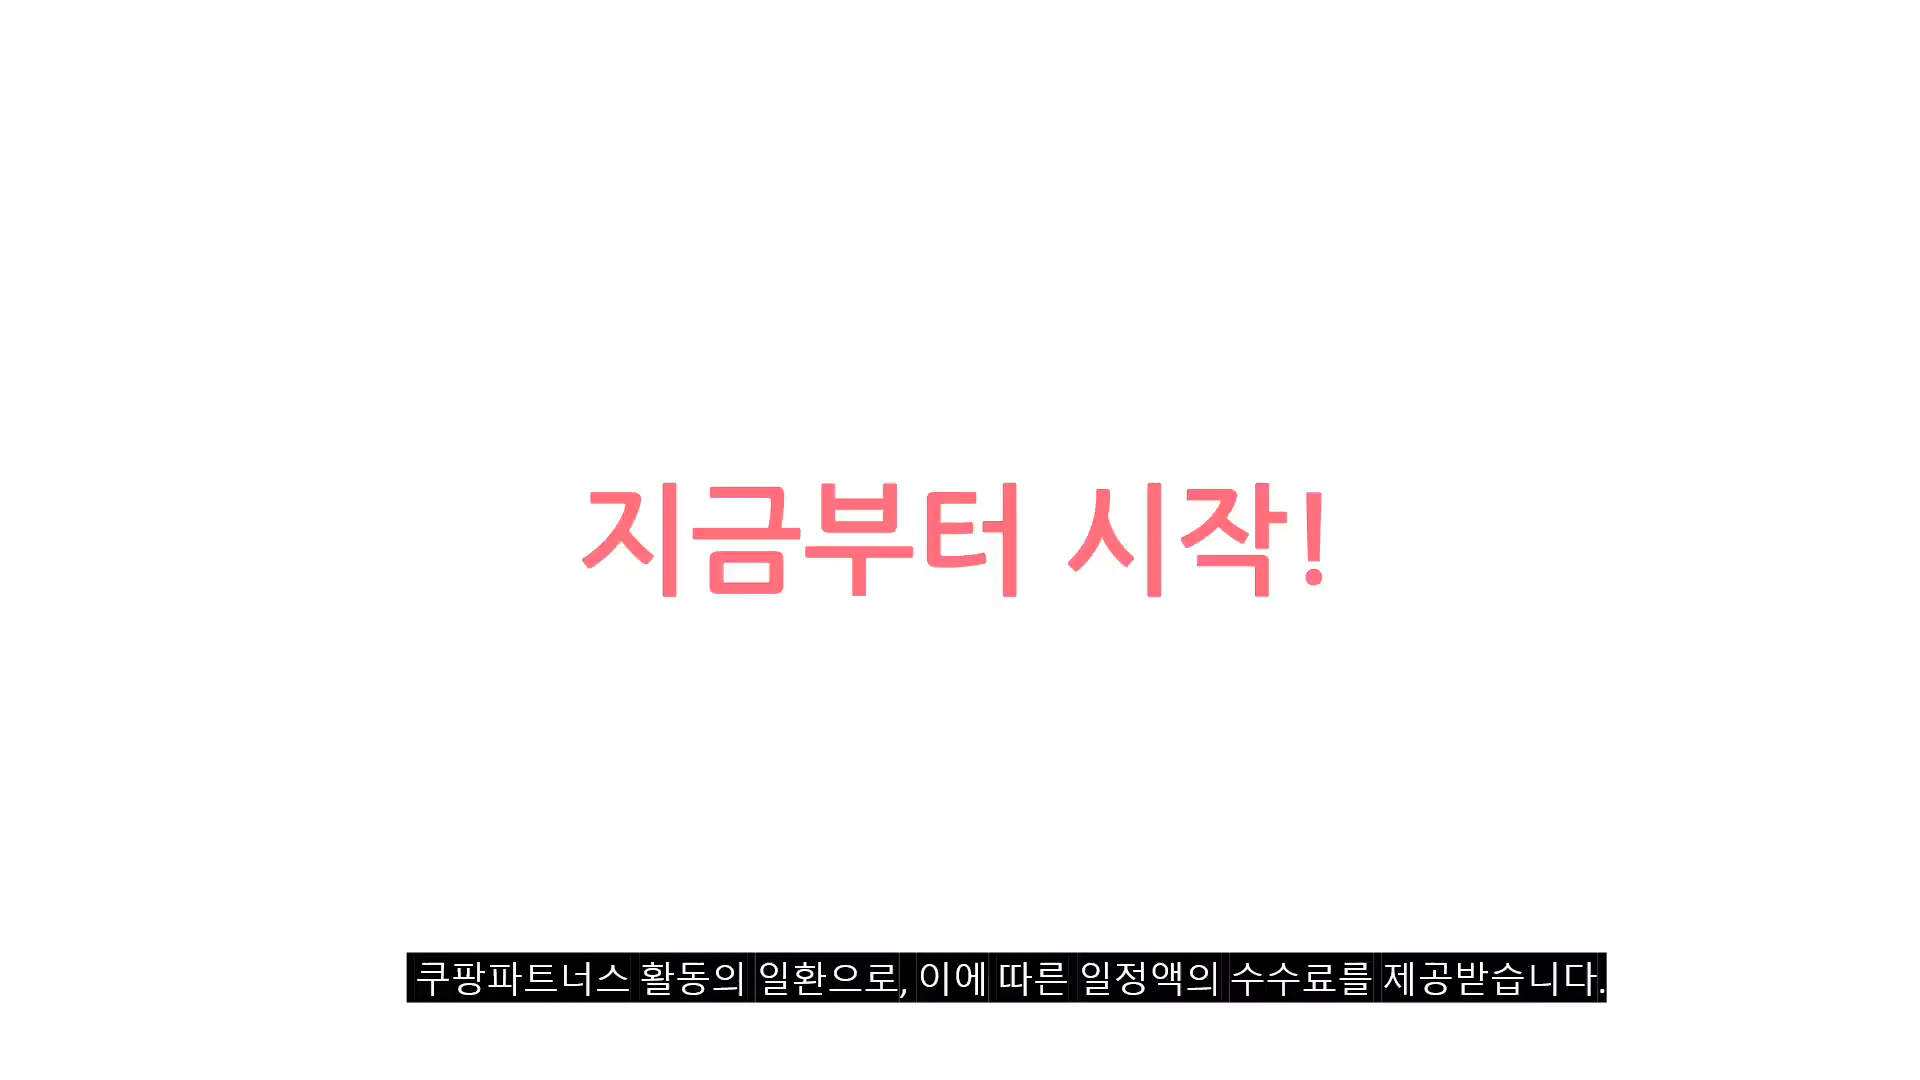 지금부터 시작!
쿠팡파트너스 활동의 일환으로, 이에 따른 일정액의 수수료를 제공받습니다.